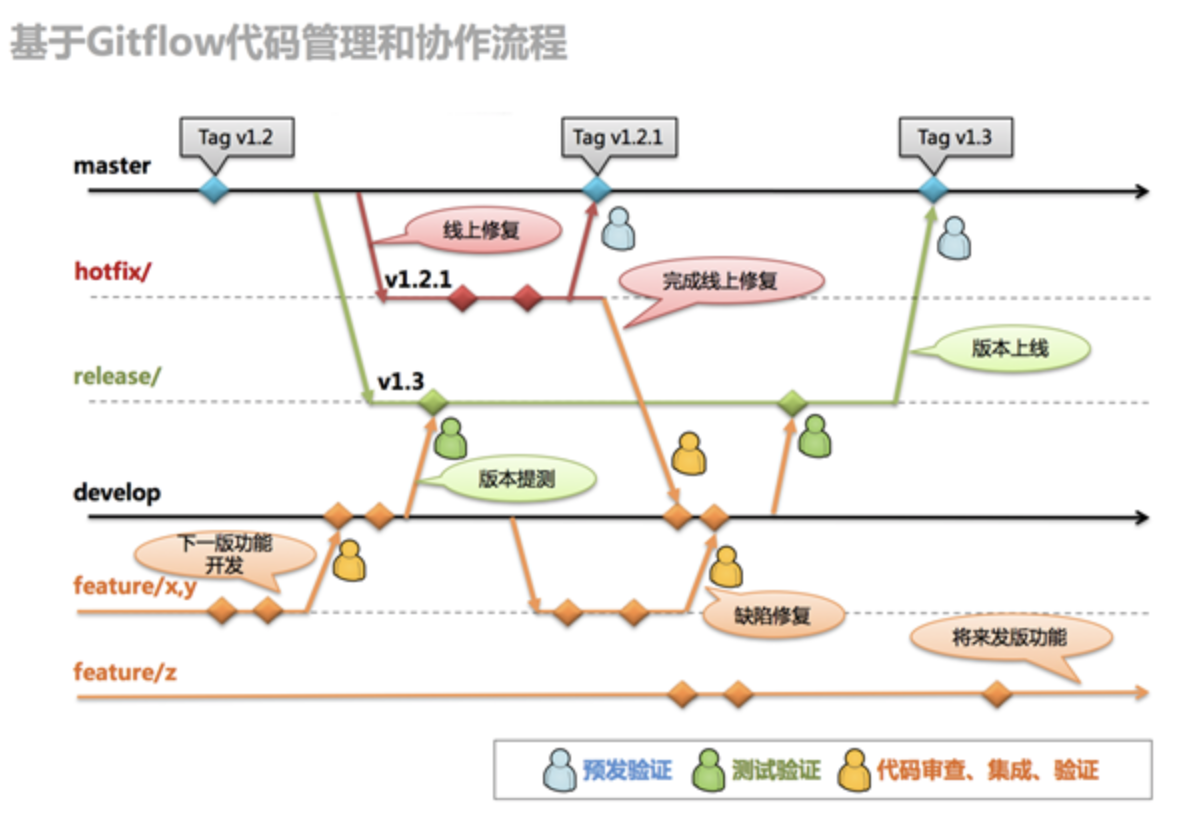 基于Gitflow代码管理和协作流程
Tag v1.2
Tag v1.2.1
Tag v1.3
master
线上修复
hotfix/
v1.2.1
完成线上修复
版本上线
release/
v1.3
版本提测
develop
下一版功能
开发
feature/x,y
缺陷修复
将来发版功能
feature/z
预发验证
测试验证
代码审查、集成、验证